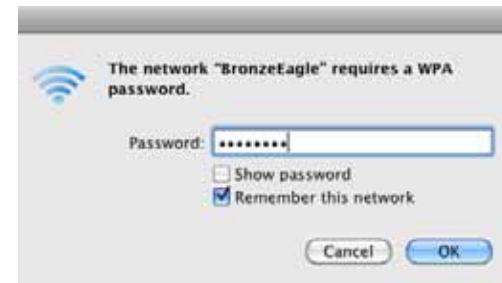 The network "BronzeEagle" requires a WPA
password.
Password: ••••••••
Show password
Remember this network
Cancel OK